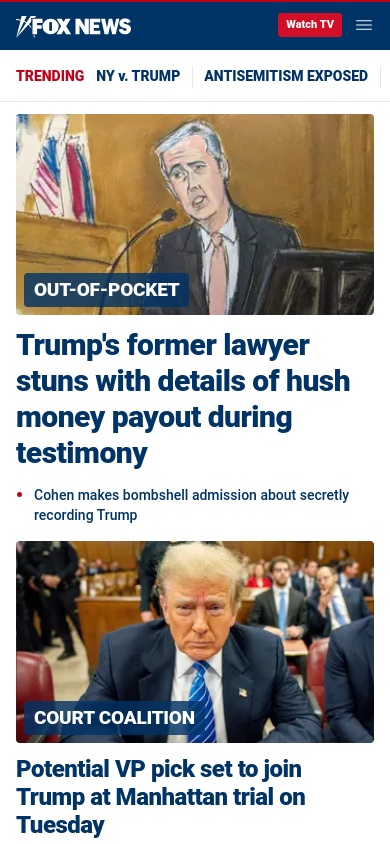 FOX NEWS
Watch TV
TRENDING NY v. TRUMP ANTISEMITISM EXPOSED
OUT-OF-POCKET
Trump's former lawyer
stuns with details of hush
money payout during
testimony
Cohen makes bombshell admission about secretly
recording Trump
COURT COALITION
Potential VP pick set to join
Trump at Manhattan trial on
Tuesday